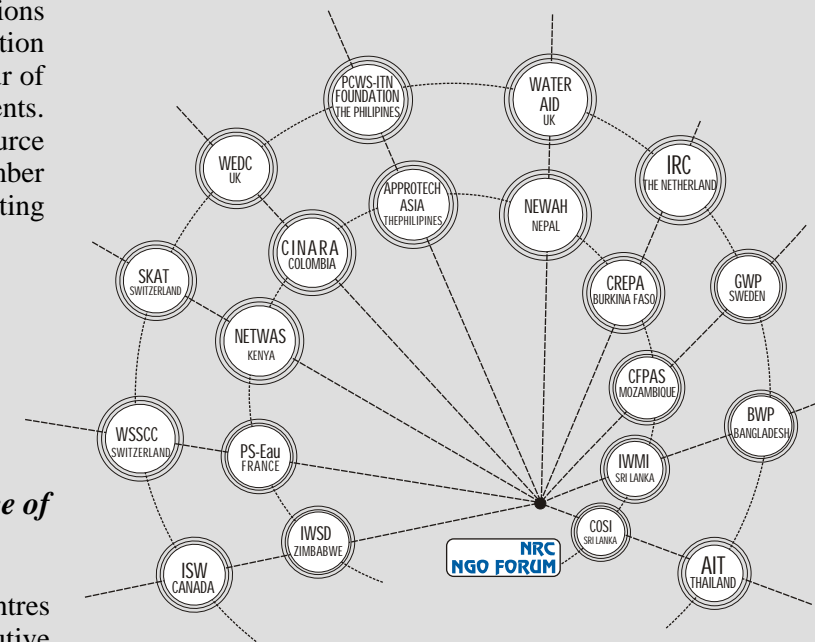 ions
tion
r of
ents.
urce
nber
ting
e of
ntres
utive
PCWS-ITN
FOUNDATION
THE PHILIPINES
WATER
AID
UK
WEDC
UK
APPROTECH
ASIA
THEPHILIPINES
IRC
THE NETHERLAND
NEWAH
NEPAL
CINARA
COLOMBIA
SKAT
SWITZERLAND
CREPA
BURKINA FASO
GWP
SWEDEN
NETWAS
KENYA
CFPAS
MOZAMBIQUE
BWP
BANGLADESH
WSSCC
SWITZERLAND
PS-Eau
FRANCE
IWMI
SRI LANKA
IWSD
ZIMBABWE
COSI
SRI LANKA
NRC
NGO FORUM
ISW
CANADA
AIT
THAILAND